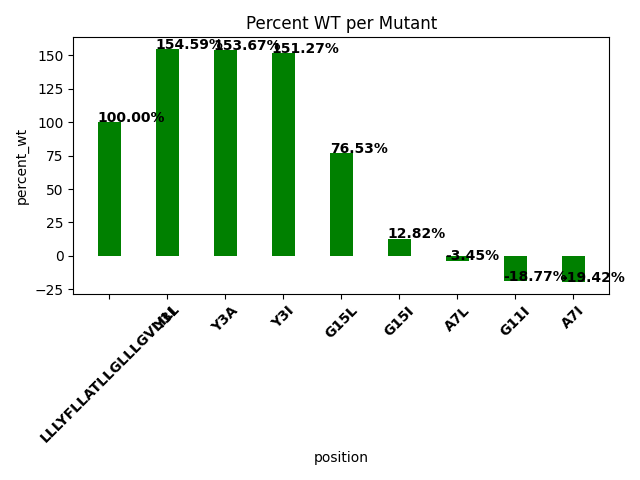 Percent WT per Mutant
percent_wt
150
125
100
75
50
25
0
−25
100.00%
154.59%
153.67%
151.27%
76.53%
12.82%
-3.45%
-18.77%
-19.42%
Y3L
Y3A
Y3I
G15L
G15I
A7L
G11I
A7I
position